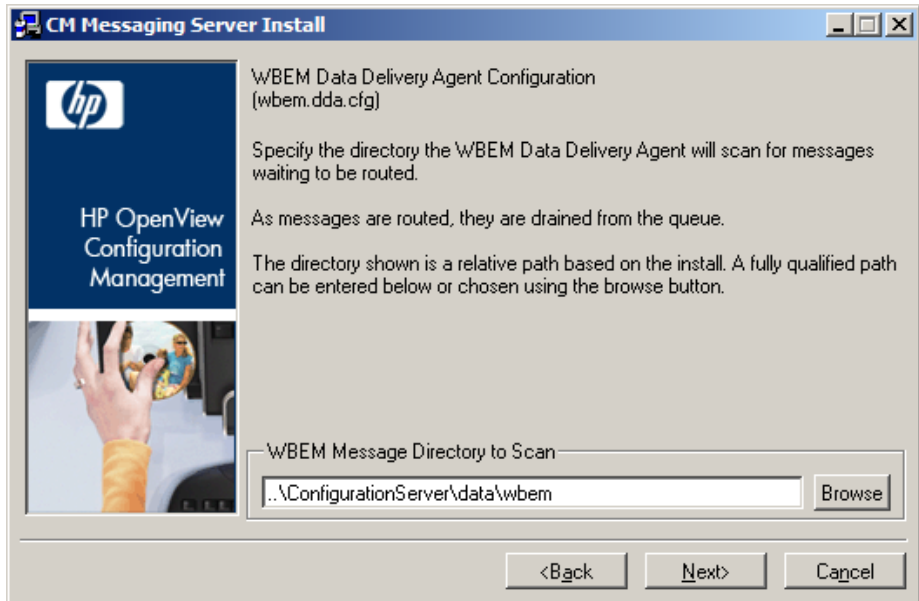 CM Messaging Server Install
hp
HP OpenView
Configuration
Management
WBEM Data Delivery Agent Configuration
(wbem.dda.cfg)
Specify the directory the WBEM Data Delivery Agent will scan for messages
waiting to be routed.
As messages are routed, they are drained from the queue.
The directory shown is a relative path based on the install. A fully qualified path
can be entered below or chosen using the browse button.
WBEM Message Directory to Scan
..\ConfigurationServer\data\wbem
Browse
<Back
Next>
Cancel